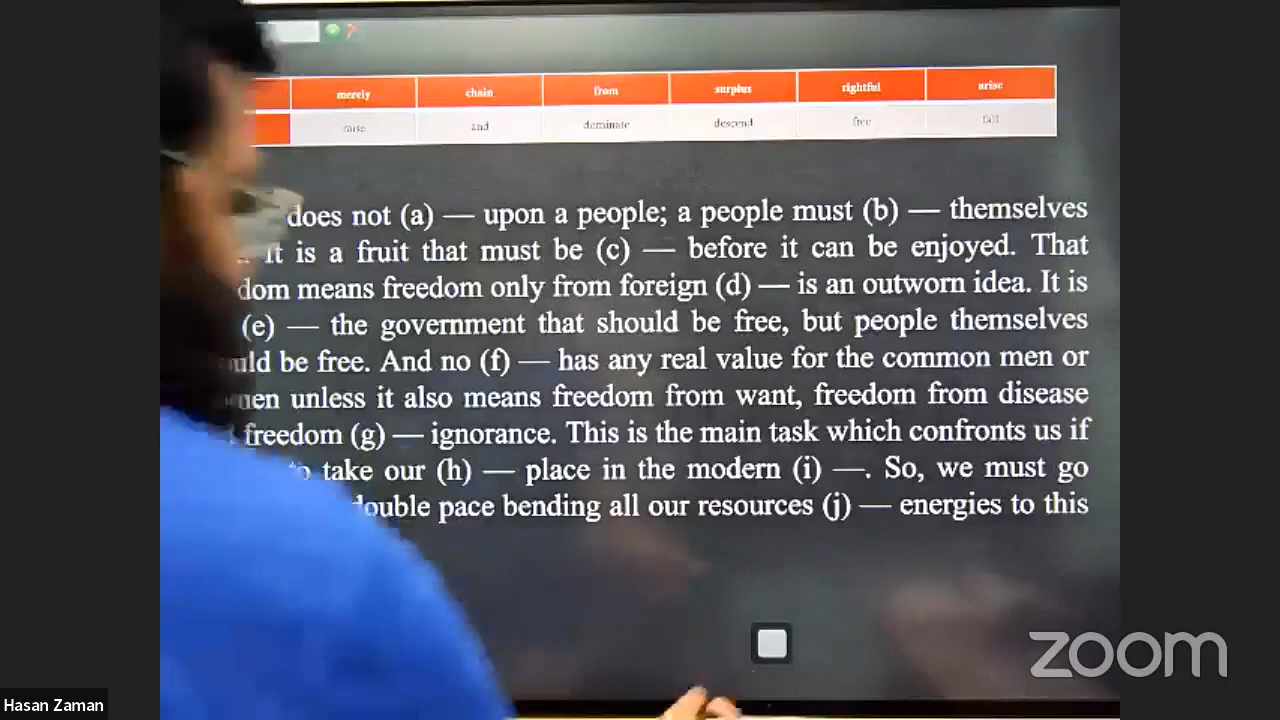 merely chain from surplus rightful arise
raise and dominate descend free fall
does not (a) — upon a people; a people must (b) — themselves
It is a fruit that must be (c) — before it can be enjoyed. That
dom means freedom only from foreign (d) — is an outworn idea. It is
(e) — the government that should be free, but people themselves
uld be free. And no (f) — has any real value for the common men or
men unless it also means freedom from want, freedom from disease
freedom (g) — ignorance. This is the main task which confronts us if
take our (h) — place in the modern (i) —. So, we must go
double pace bending all our resources (j) — energies to this
zoom
Hasan Zaman